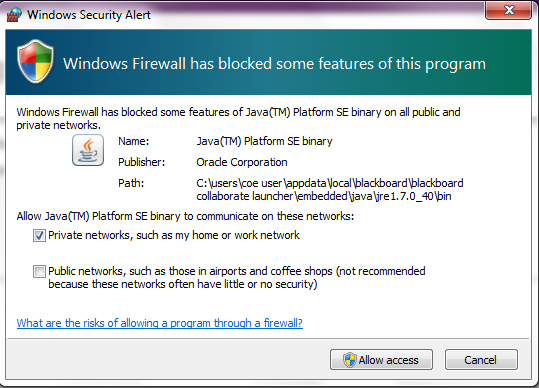 Windows Security Alert
Windows Firewall has blocked some features of this program
Windows Firewall has blocked some features of Java(TM) Platform SE binary on all public and
private networks.
Name: Java(TM) Platform SE binary
Publisher: Oracle Corporation
Path: C:\users\coe user\appdata\local\blackboard\blackboard
collaborate launcher\embedded\java\jre1.7.0_40\bin
Allow Java(TM) Platform SE binary to communicate on these networks:
Private networks, such as my home or work network
Public networks, such as those in airports and coffee shops (not recommended
because these networks often have little or no security)
What are the risks of allowing a program through a firewall?
Allow access
Cancel